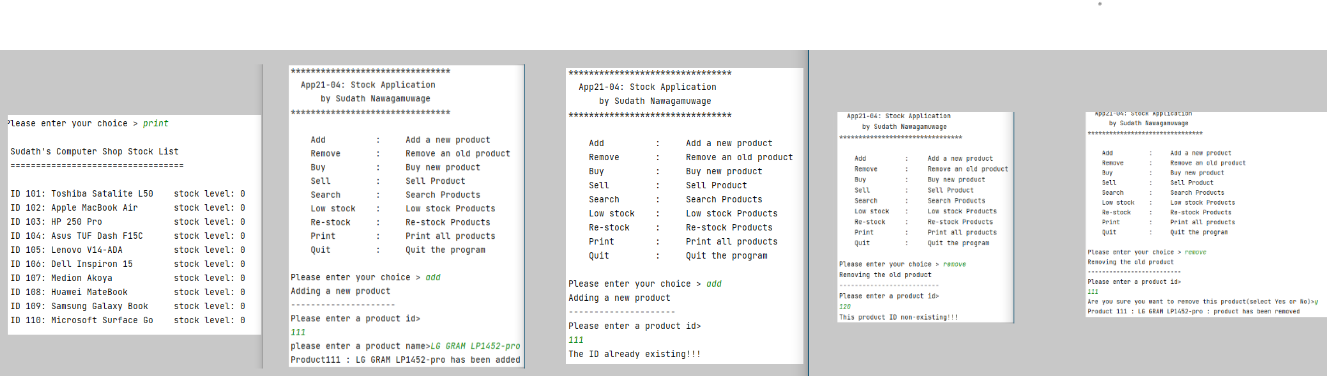 Please enter your choice > print
Sudath's Computer Shop Stock List
==================================
ID 101: Toshiba Satalite L50    stock level: 0
ID 102: Apple MacBook Air       stock level: 0
ID 103: HP 250 Pro              stock level: 0
ID 104: Asus TUF Dash F15C      stock level: 0
ID 105: Lenovo V14-ADA          stock level: 0
ID 106: Dell Inspiron 15        stock level: 0
ID 107: Medion Akoya            stock level: 0
ID 108: Huawei MateBook         stock level: 0
ID 109: Samsung Galaxy Book     stock level: 0
ID 110: Microsoft Surface Go    stock level: 0
********************************
App21-04: Stock Application
by Sudath Nawagamuwage
********************************
Add : Add a new product
Remove : Remove an old product
Buy : Buy new product
Sell : Sell Product
Search : Search Products
Low stock : Low stock Products
Re-stock : Re-stock Products
Print : Print all products
Quit : Quit the program
Please enter your choice > add
Adding a new product
---------------------
Please enter a product id>
111
please enter a product name>LG GRAM LP1452-pro
Product111 : LG GRAM LP1452-pro has been added
********************************
App21-04: Stock Application
by Sudath Nawagamuwage
********************************
Add : Add a new product
Remove : Remove an old product
Buy : Buy new product
Sell : Sell Product
Search : Search Products
Low stock : Low stock Products
Re-stock : Re-stock Products
Print : Print all products
Quit : Quit the program
Please enter your choice > add
Adding a new product
---------------------
Please enter a product id>
111
The ID already existing!!!
App21-04: Stock Application
by Sudath Nawagamuwage
********************************
Add : Add a new product
Remove : Remove an old product
Buy : Buy new product
Sell : Sell Product
Search : Search Products
Low stock : Low stock Products
Re-stock : Re-stock Products
Print : Print all products
Quit : Quit the program
Please enter your choice > remove
Removing the old product
--------------------------
Please enter a product id>
120
This product ID non-existing!!!
App21-04: Stock Application
by Sudath Nawagamuwage
********************************
Add : Add a new product
Remove : Remove an old product
Buy : Buy new product
Sell : Sell Product
Search : Search Products
Low stock : Low stock Products
Re-stock : Re-stock Products
Print : Print all products
Quit : Quit the program
Please enter your choice > remove
Removing the old product
--------------------------
Please enter a product id>
111
Are you sure you want to remove this product(select Yes or No)>y
Product 111 : LG GRAM LP1452-pro : product has been removed